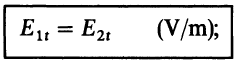 E₁ₜ = E₂ₜ (V/m);